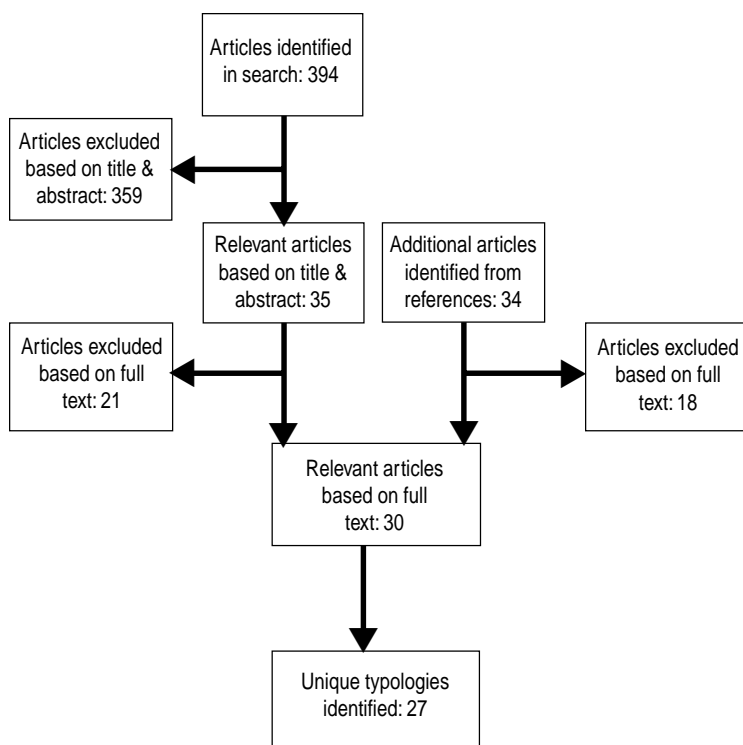 Articles identified
in search: 394
Articles excluded
based on title &
abstract: 359
Relevant articles
based on title &
abstract: 35
Additional articles
identified from
references: 34
Articles excluded
based on full
text: 21
Articles excluded
based on full
text: 18
Relevant articles
based on full
text: 30
Unique typologies
identified: 27